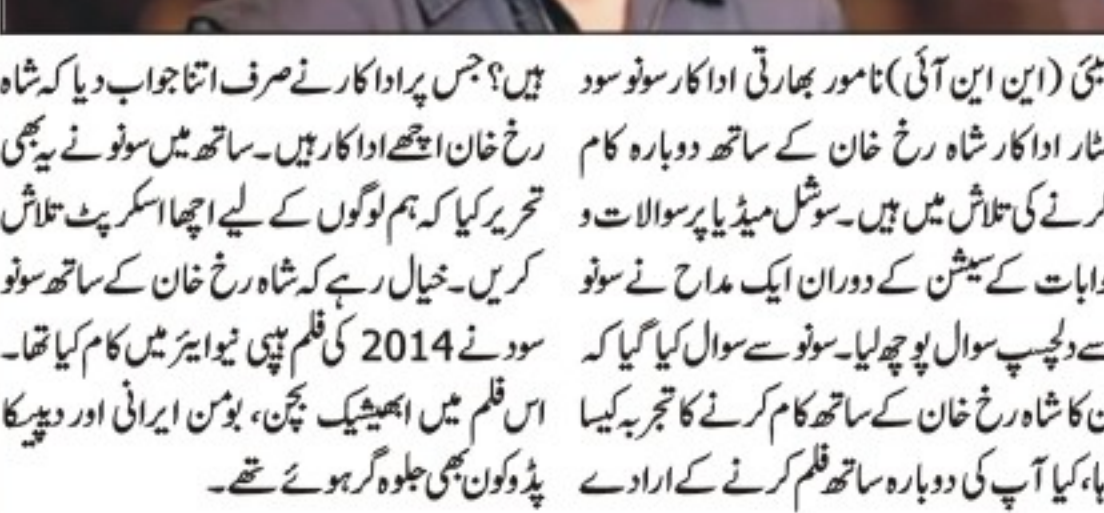 (این این آئی) نامور بھارتی اداکار سونو سود
اداکار شاہ رخ خان کے ساتھ دوبارہ کام
کرنے کی تلاش میں ہیں۔ سوشل میڈیا پر سوالات و
کے سیشن کے دوران ایک مداح نے سونو
سے دلچسپ سوال پوچھ لیا۔ سونو سے سوال کیا گیا کہ
کا شاہ رخ خان کے ساتھ کام کرنے کا تجربہ کیسا
کیا آپ کی دوبارہ ساتھ فلم کرنے کے ارادے
ہیں؟ جس پر اداکار نے صرف اتنا جواب دیا کہ شاہ
رخ خان اچھے اداکار ہیں۔ ساتھ میں سونو نے یہ بھی
تحریر کیا کہ ہم لوگوں کے لیے اچھا اسکرپٹ تلاش
کریں۔ خیال رہے کہ شاہ رخ خان کے ساتھ سونو
سود نے 2014 کی فلم ہیپی نیو ایئر میں کام کیا تھا۔
اس فلم میں ابھیشیک بچن، بومن ایرانی اور دیپیکا
پڈوکون بھی جلوہ گر ہوئے تھے۔